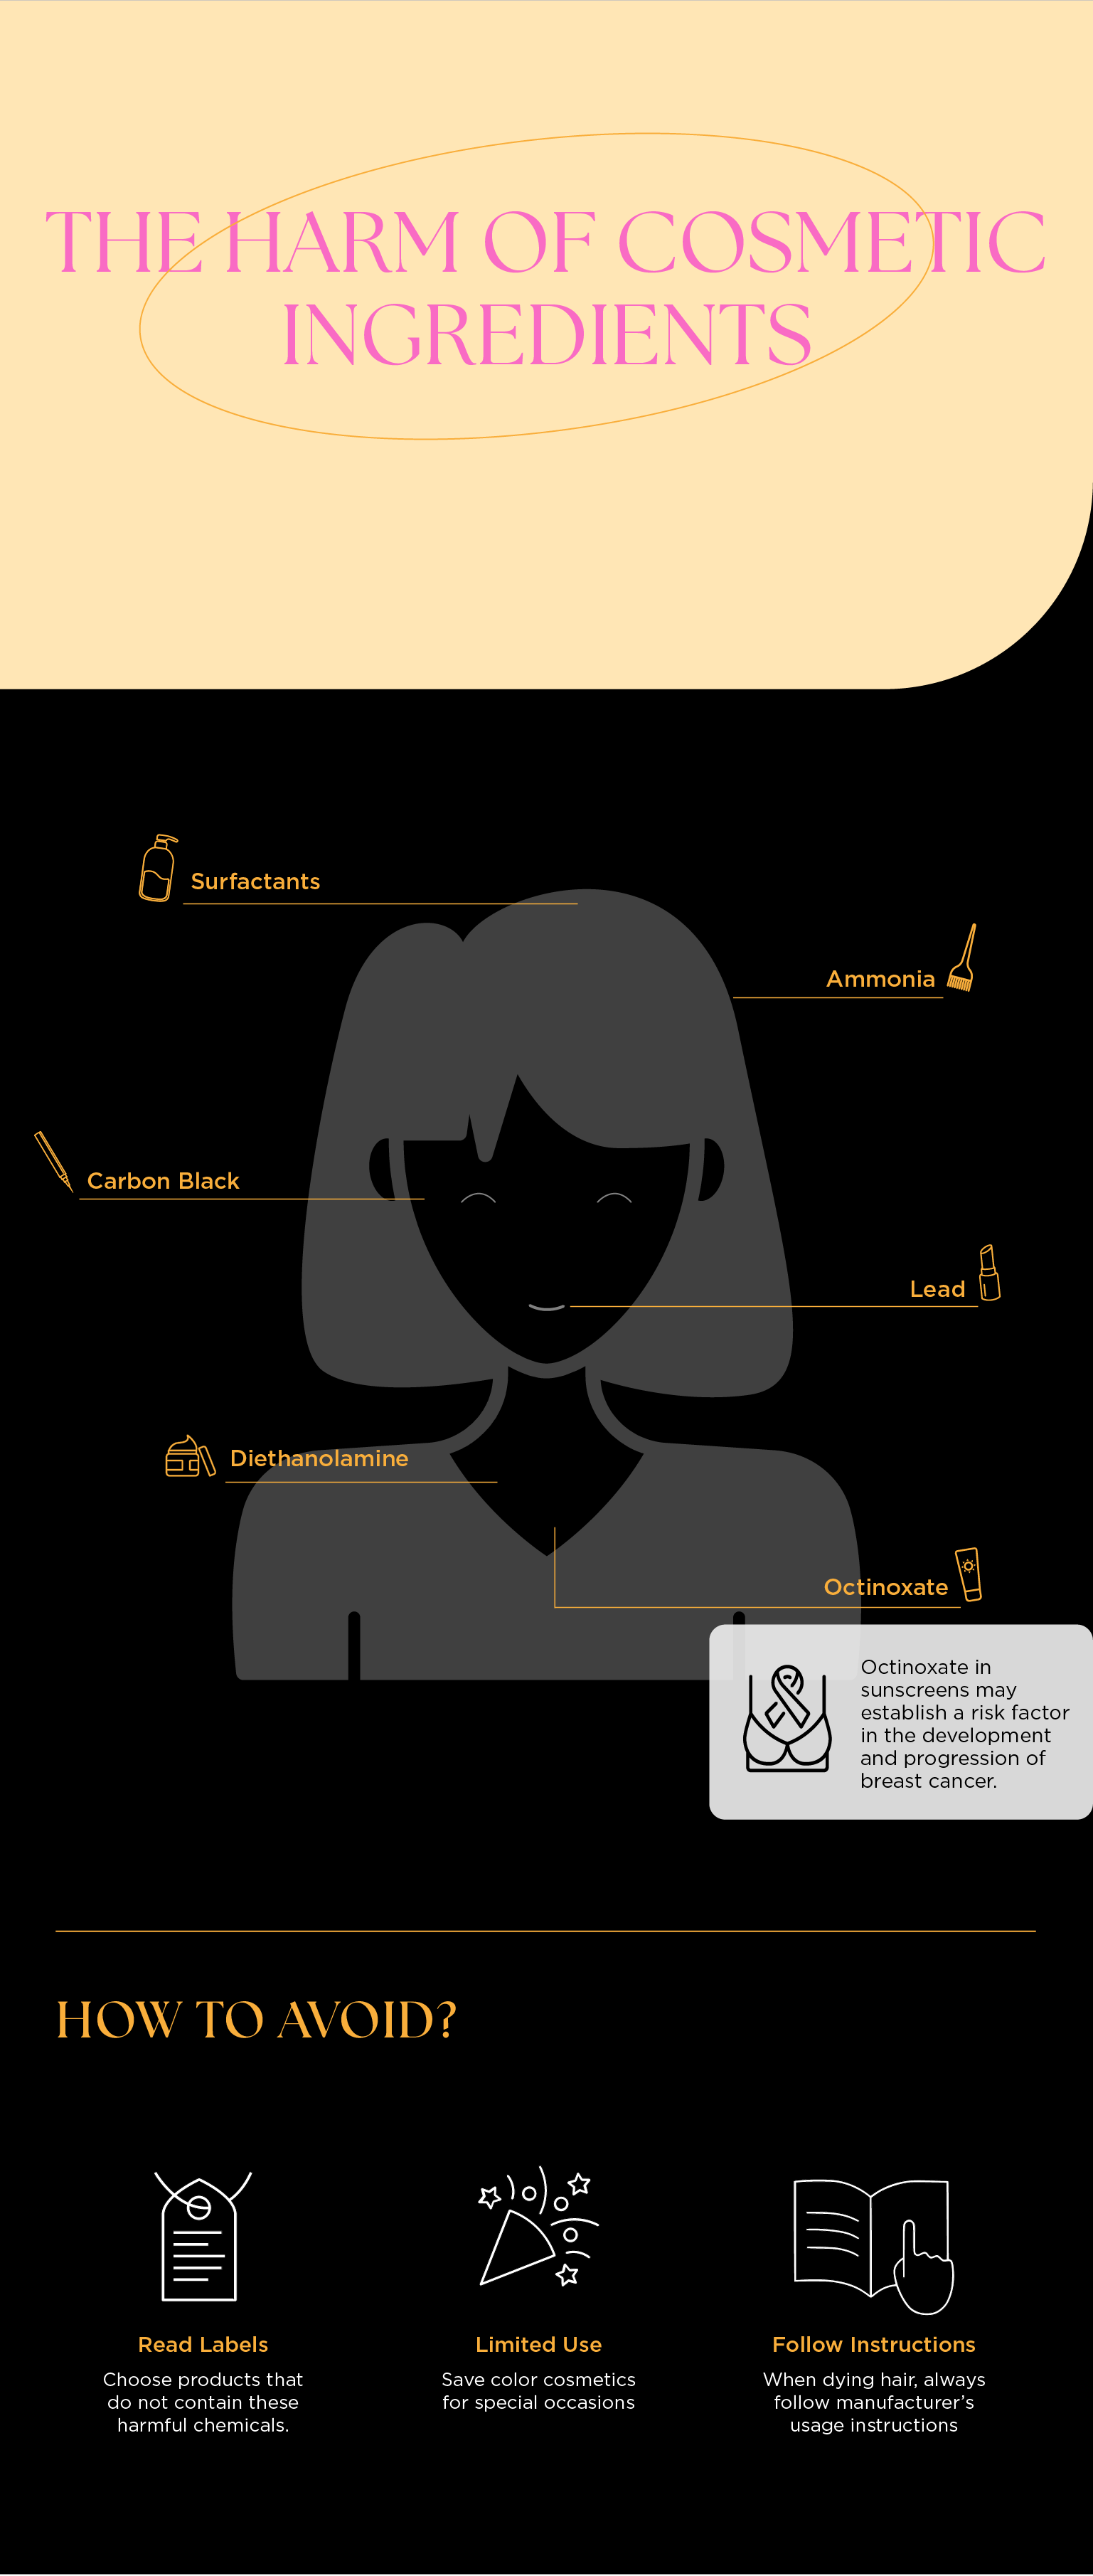 THE HARM OF COSMETIC
INGREDIENTS
Surfactants
Ammonia
Carbon Black
Lead
Diethanolamine
Octinoxate
Octinoxate in
sunscreens may
establish a risk factor
in the development
and progression of
breast cancer.
HOW TO AVOID?
Read Labels
Choose products that
do not contain these
harmful chemicals.
Limited Use
Save color cosmetics
for special occasions
Follow Instructions
When dying hair, always
follow manufacturer’s
usage instructions